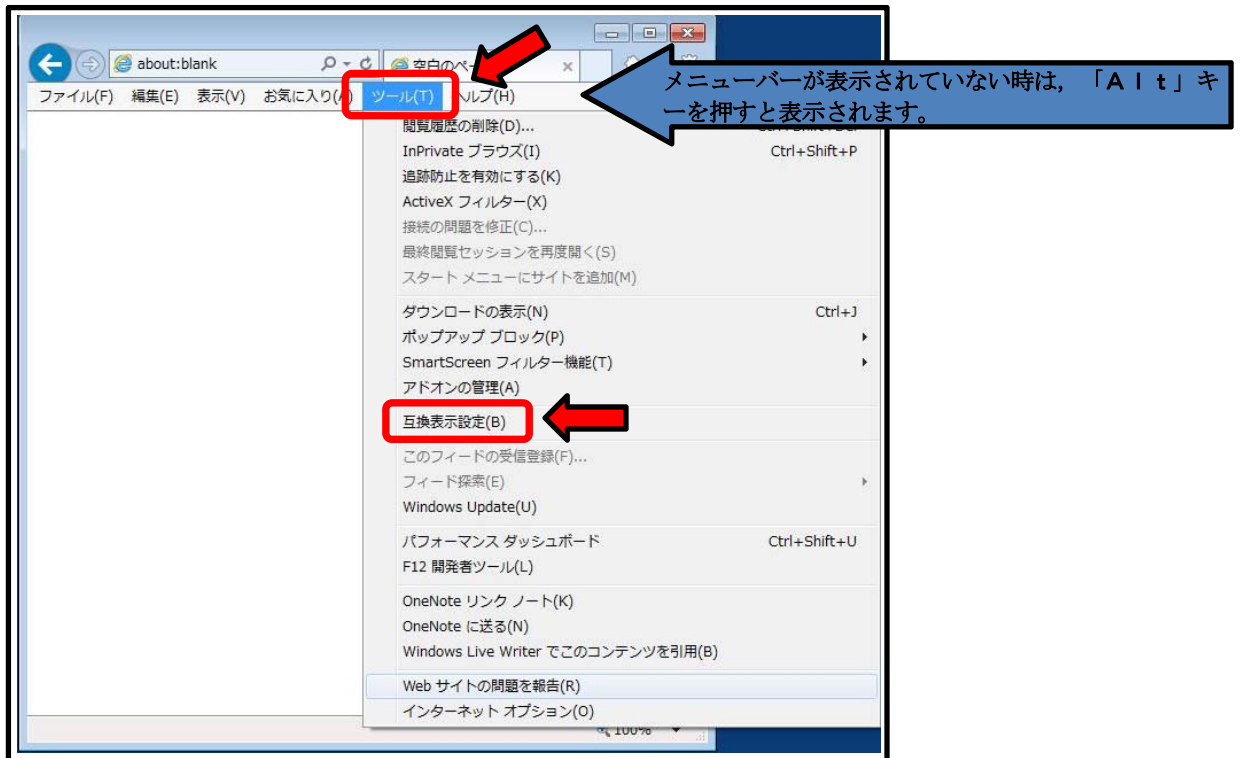 about:blank
空白のペー
ファイル(F) 編集(E) 表示(V) お気に入り(A) ツール(T) ヘルプ(H)
メニューバーが表示されていない時は,「Ａｌｔ」キ
ーを押すと表示されます。
閲覧履歴の削除(D)...
InPrivate ブラウズ(I) Ctrl+Shift+P
追跡防止を有効にする(K)
ActiveX フィルター(X)
接続の問題を修正(C)...
最終閲覧セッションを再度開く(S)
スタート メニューにサイトを追加(M)
ダウンロードの表示(N) Ctrl+J
ポップアップ ブロック(P)
SmartScreen フィルター機能(T)
アドオンの管理(A)
互換表示設定(B)
このフィードの受信登録(F)...
フィード探索(E)
Windows Update(U)
パフォーマンス ダッシュボード Ctrl+Shift+U
F12 開発者ツール(L)
OneNote リンク ノート(K)
OneNote に送る(N)
Windows Live Writer でこのコンテンツを引用(B)
Web サイトの問題を報告(R)
インターネット オプション(O)
100%